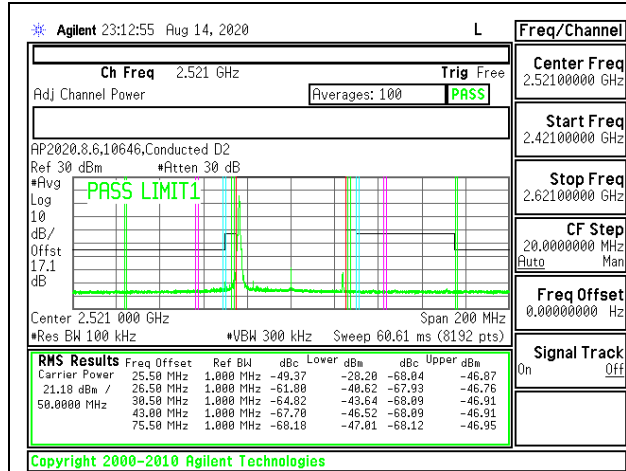 Agilent 23:12:55 Aug 14, 2020 L
Freq/Channel
Ch Freq 2.521 GHz Trig Free
Adj Channel Power Averages: 100 PASS
AP2020.8.6,10646,Conducted D2
Ref 30 dBm #Atten 30 dB
#Avg
Log
10
dB/
Offst
17.1
dB
PASS LIMIT1
Center 2.521 000 GHz Span 200 MHz
#Res BW 100 kHz #VBW 300 kHz Sweep 60.61 ms (8192 pts)
RMS Results Freq Offset Ref BW dBc Lower dBm dBc Upper dBm
Carrier Power 25.50 MHz 1.000 MHz -49.37 -28.20 -68.04 -46.87
21.18 dBm / 26.50 MHz 1.000 MHz -61.80 -40.62 -67.93 -46.76
50.0000 MHz 30.50 MHz 1.000 MHz -64.82 -43.64 -68.09 -46.91
43.00 MHz 1.000 MHz -67.70 -46.52 -68.09 -46.91
75.50 MHz 1.000 MHz -68.18 -47.01 -68.12 -46.95
Copyright 2000-2010 Agilent Technologies
Center Freq
2.52100000 GHz
Start Freq
2.42100000 GHz
Stop Freq
2.62100000 GHz
CF Step
20.0000000 MHz
Auto Man
Freq Offset
0.00000000 Hz
Signal Track
On Off